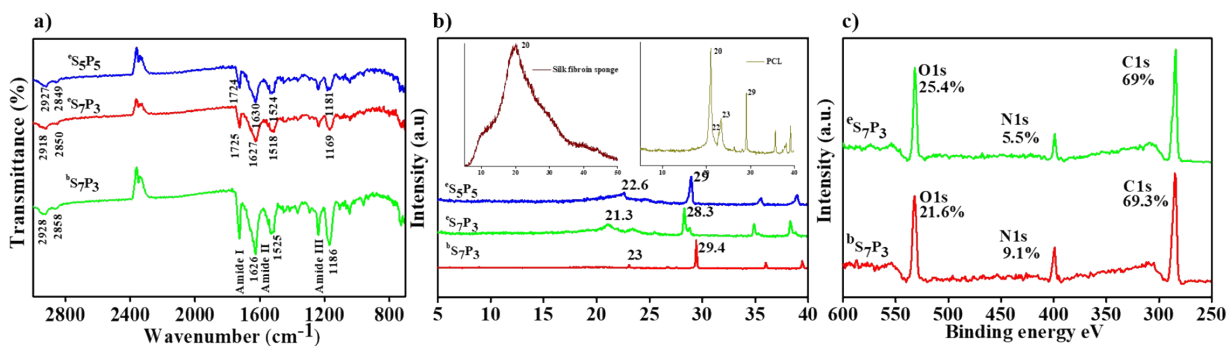 a)
Transmittance (%)
ᵉS₅P₅
2927
2849
1724
1630
1524
1181
ᵉS₇P₃
2918
2850
1725
1627
1518
1169
ᵇS₇P₃
2928
2858
Amide I
1626
Amide II
1525
Amide III
1186
2800 2400 2000 1600 1200 800
Wavenumber (cm⁻¹)
b)
Intensity (a.u)
20
Silk fibroin sponge
10 20 30 40 50
20
PCL
29
23
22
10 20 30 40
ᵉS₅P₅
22.6
29
ᵉS₇P₃
21.3
28.3
ᵇS₇P₃
23
29.4
5 10 15 20 25 30 35 40
c)
Intensity (a.u.)
O1s
25.4%
N1s
5.5%
C1s
69%
ᵉS₇P₃
O1s
21.6%
N1s
9.1%
C1s
69.3%
ᵇS₇P₃
600 550 500 450 400 350 300 250
Binding energy eV